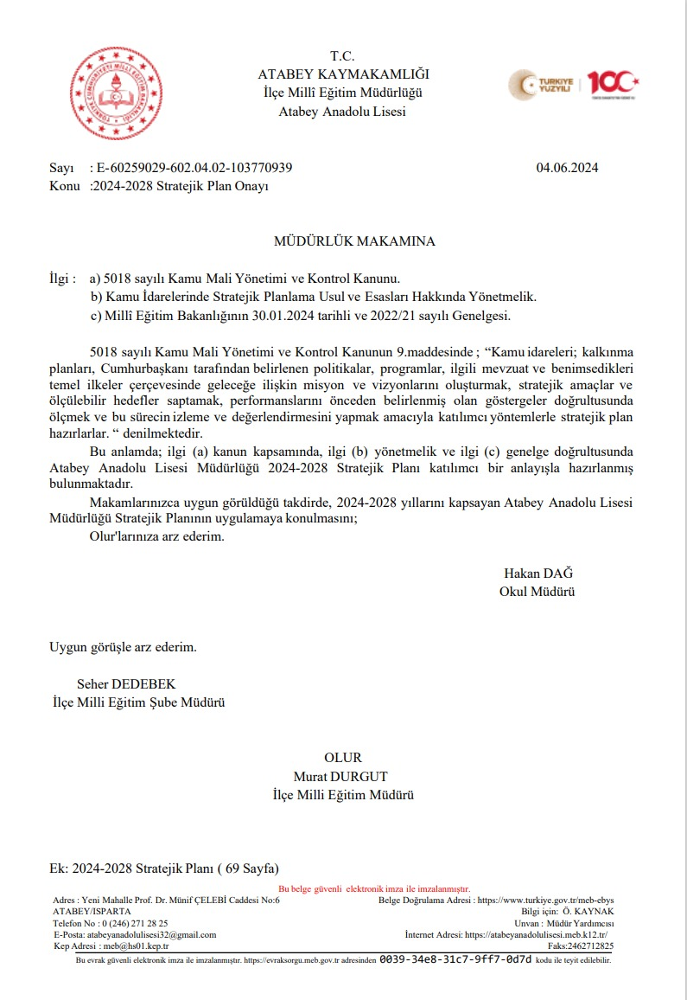 T.C.
ATABEY KAYMAKAMLIĞI
İlçe Millî Eğitim Müdürlüğü
Atabey Anadolu Lisesi
TÜRKİYE
YUZYILI
100
Sayı : E-60259029-602.04.02-103770939 04.06.2024
Konu :2024-2028 Stratejik Plan Onayı
MÜDÜRLÜK MAKAMINA
İlgi : a) 5018 sayılı Kamu Mali Yönetimi ve Kontrol Kanunu.
b) Kamu İdarelerinde Stratejik Planlama Usul ve Esasları Hakkında Yönetmelik.
c) Millî Eğitim Bakanlığının 30.01.2024 tarihli ve 2022/21 sayılı Genelgesi.
5018 sayılı Kamu Mali Yönetimi ve Kontrol Kanunun 9.maddesinde ; “Kamu idareleri; kalkınma
planları, Cumhurbaşkanı tarafından belirlenen politikalar, programlar, ilgili mevzuat ve benimsedikleri
temel ilkeler çerçevesinde geleceğe ilişkin misyon ve vizyonlarını oluşturmak, stratejik amaçlar ve
ölçülebilir hedefler saptamak, performanslarını önceden belirlenmiş olan göstergeler doğrultusunda
ölçmek ve bu sürecin izleme ve değerlendirmesini yapmak amacıyla katılımcı yöntemlerle stratejik plan
hazırlarlar. “ denilmektedir.
Bu anlamda; ilgi (a) kanun kapsamında, ilgi (b) yönetmelik ve ilgi (c) genelge doğrultusunda
Atabey Anadolu Lisesi Müdürlüğü 2024-2028 Stratejik Planı katılımcı bir anlayışla hazırlanmış
bulunmaktadır.
Makamlarınızca uygun görüldüğü takdirde, 2024-2028 yıllarını kapsayan Atabey Anadolu Lisesi
Müdürlüğü Stratejik Planının uygulamaya konulmasını;
Olur'larınıza arz ederim.
Hakan DAĞ
Okul Müdürü
Uygun görüşle arz ederim.
Seher DEDEBEK
İlçe Milli Eğitim Şube Müdürü
OLUR
Murat DURGUT
İlçe Milli Eğitim Müdürü
Ek: 2024-2028 Stratejik Planı ( 69 Sayfa)
Bu belge güvenli elektronik imza ile imzalanmıştır.
Adres : Yeni Mahalle Prof. Dr. Münif ÇELEBİ Caddesi No:6 Belge Doğrulama Adresi : https://www.turkiye.gov.tr/meb-ebys
ATABEY/ISPARTA Bilgi için: Ö. KAYNAK
Telefon No : 0 (246) 271 28 25 Unvan : Müdür Yardımcısı
E-Posta: atabeyanadolulisesi32@gmail.com İnternet Adresi: https://atabeyanadolulisesi.meb.k12.tr/
Kep Adresi : meb@hs01.kep.tr Faks:2462712825
Bu evrak güvenli elektronik imza ile imzalanmıştır. https://evraksorgu.meb.gov.tr adresinden 0039-34e8-31c7-9ff7-0d7d kodu ile teyit edilebilir.